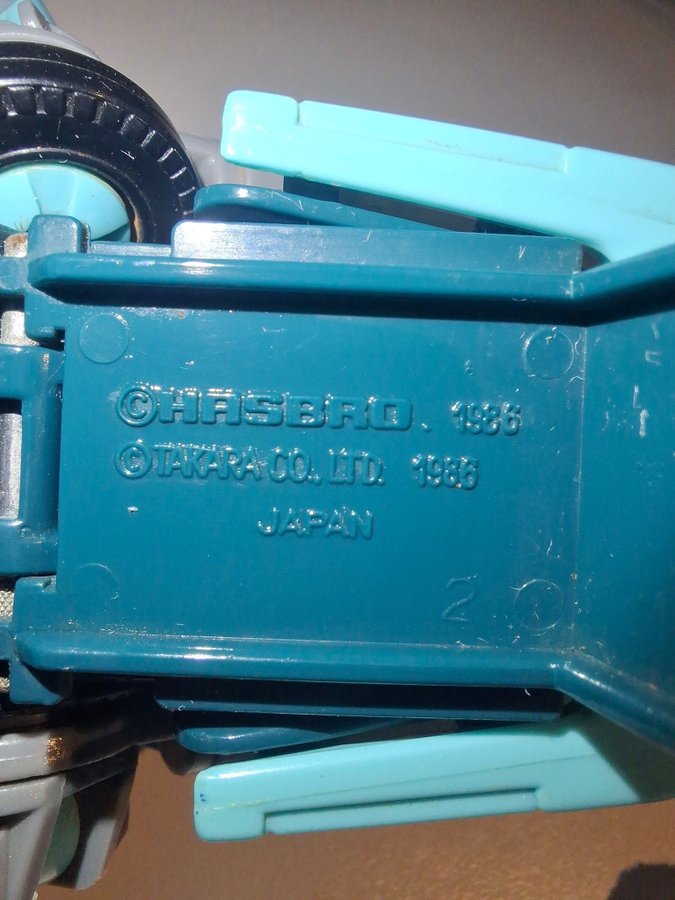 ©HASBRO. 1986
©TAKARA CO., LTD. 1986
JAPAN
2